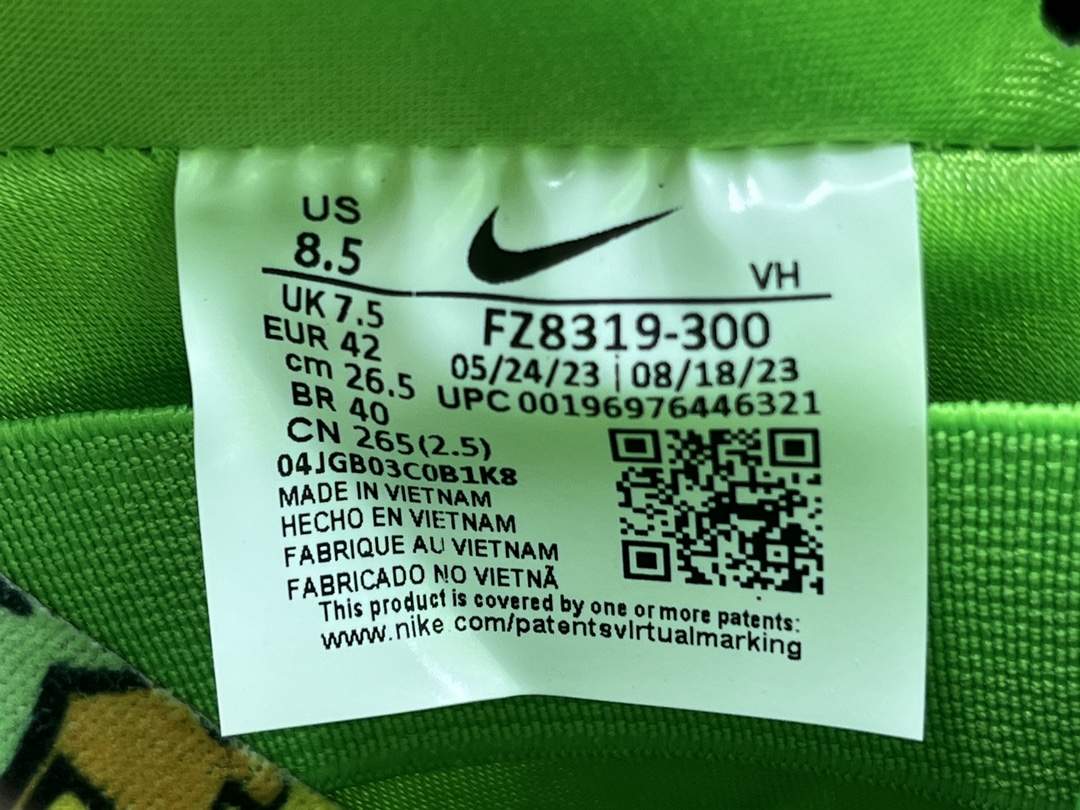 US
8.5
VH
UK 7.5
EUR 42
cm 26.5
BR 40
CN 265(2.5)
FZ8319-300
05/24/23 | 08/18/23
UPC 00196976446321
04JGB03C0B1K8
MADE IN VIETNAM
HECHO EN VIETNAM
FABRIQUE AU VIETNAM
FABRICADO NO VIETNÃ
This product is covered by one or more patents:
www.nike.com/patentsvirtualmarking